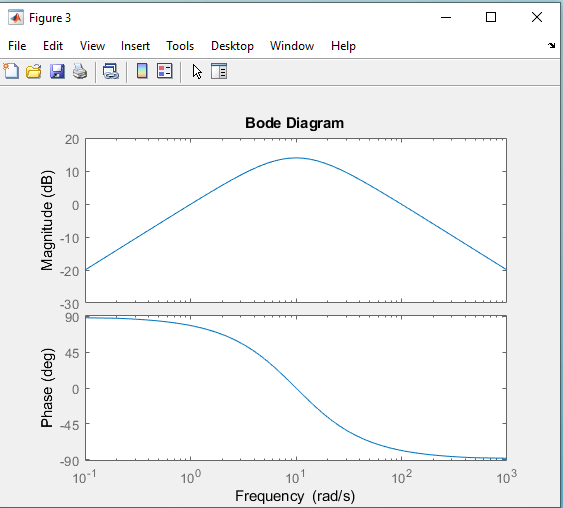 Figure 3
File Edit View Insert Tools Desktop Window Help
Bode Diagram
Magnitude (dB)
20
10
0
-10
-20
-30
Phase (deg)
90
45
0
-45
-90
10^-1 10^0 10^1 10^2 10^3
Frequency (rad/s)